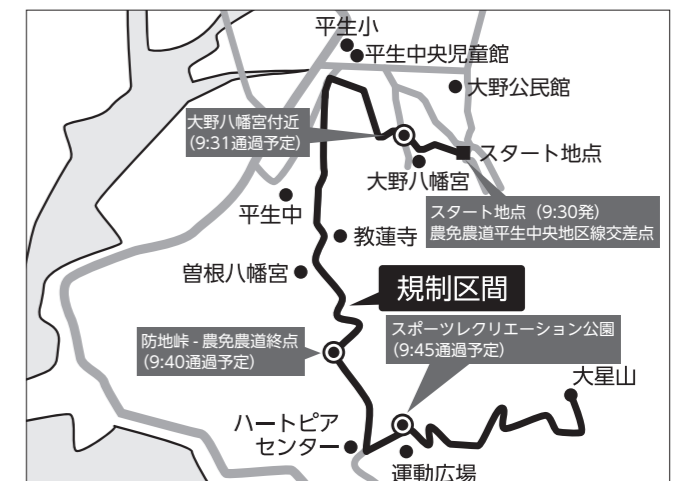 平生小
平生中央児童館
大野公民館
大野八幡宮付近
(9:31通過予定)
スタート地点
大野八幡宮
スタート地点（9:30発）
農免農道平生中央地区線交差点
平生中
教蓮寺
曽根八幡宮
規制区間
スポーツレクリエーション公園
(9:45通過予定)
防地峠 - 農免農道終点
(9:40通過予定)
大星山
ハートピア
センター
運動広場